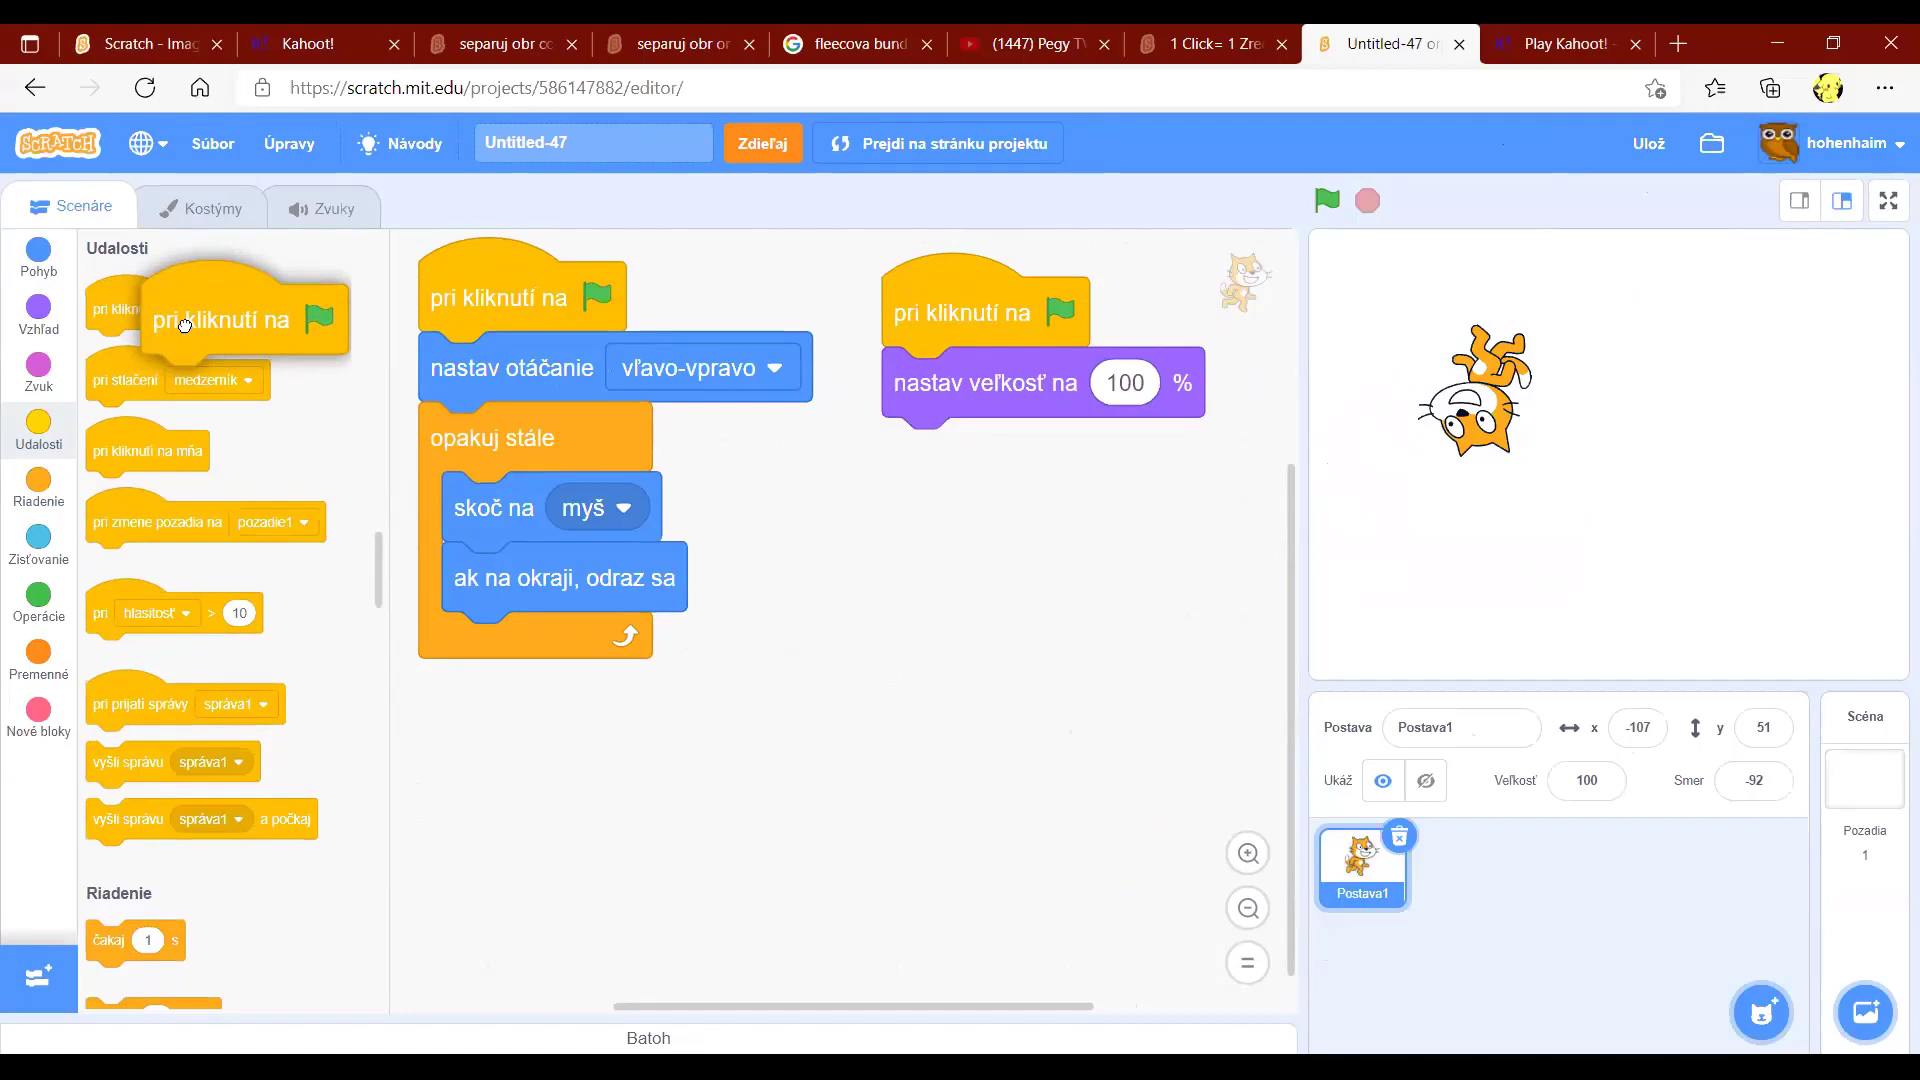 Scratch - Imag
Kahoot!
separuj obr co
separuj obr or
fleecova bund
(1447) Pegy T
1 Click= 1 Zre
Untitled-47 o
Play Kahoot! -
https://scratch.mit.edu/projects/586147882/editor/
SCRATCH
Súbor
Úpravy
Návody
Untitled-47
Zdieľaj
Prejdi na stránku projektu
Ulož
hohenhaim
Scenáre
Kostýmy
Zvuky
Pohyb
Vzhľad
Zvuk
Udalosti
Riadenie
Zisťovanie
Operácie
Premenné
Nové bloky
Udalosti
pri klikn
pri kliknutí na
pri stlačení medzerník
pri kliknutí na mňa
pri zmene pozadia na pozadie1
pri hlasitosť > 10
pri prijatí správy správa1
vyšli správu správa1
vyšli správu správa1 a počkaj
Riadenie
čakaj 1 s
pri kliknutí na
nastav otáčanie vľavo-vpravo
opakuj stále
skoč na myš
ak na okraji, odraz sa
pri kliknutí na
nastav veľkosť na 100 %
Postava Postava1 x -107 y 51
Ukáž Veľkosť 100 Smer -92
Postava1
Scéna
Pozadia
1
Batoh